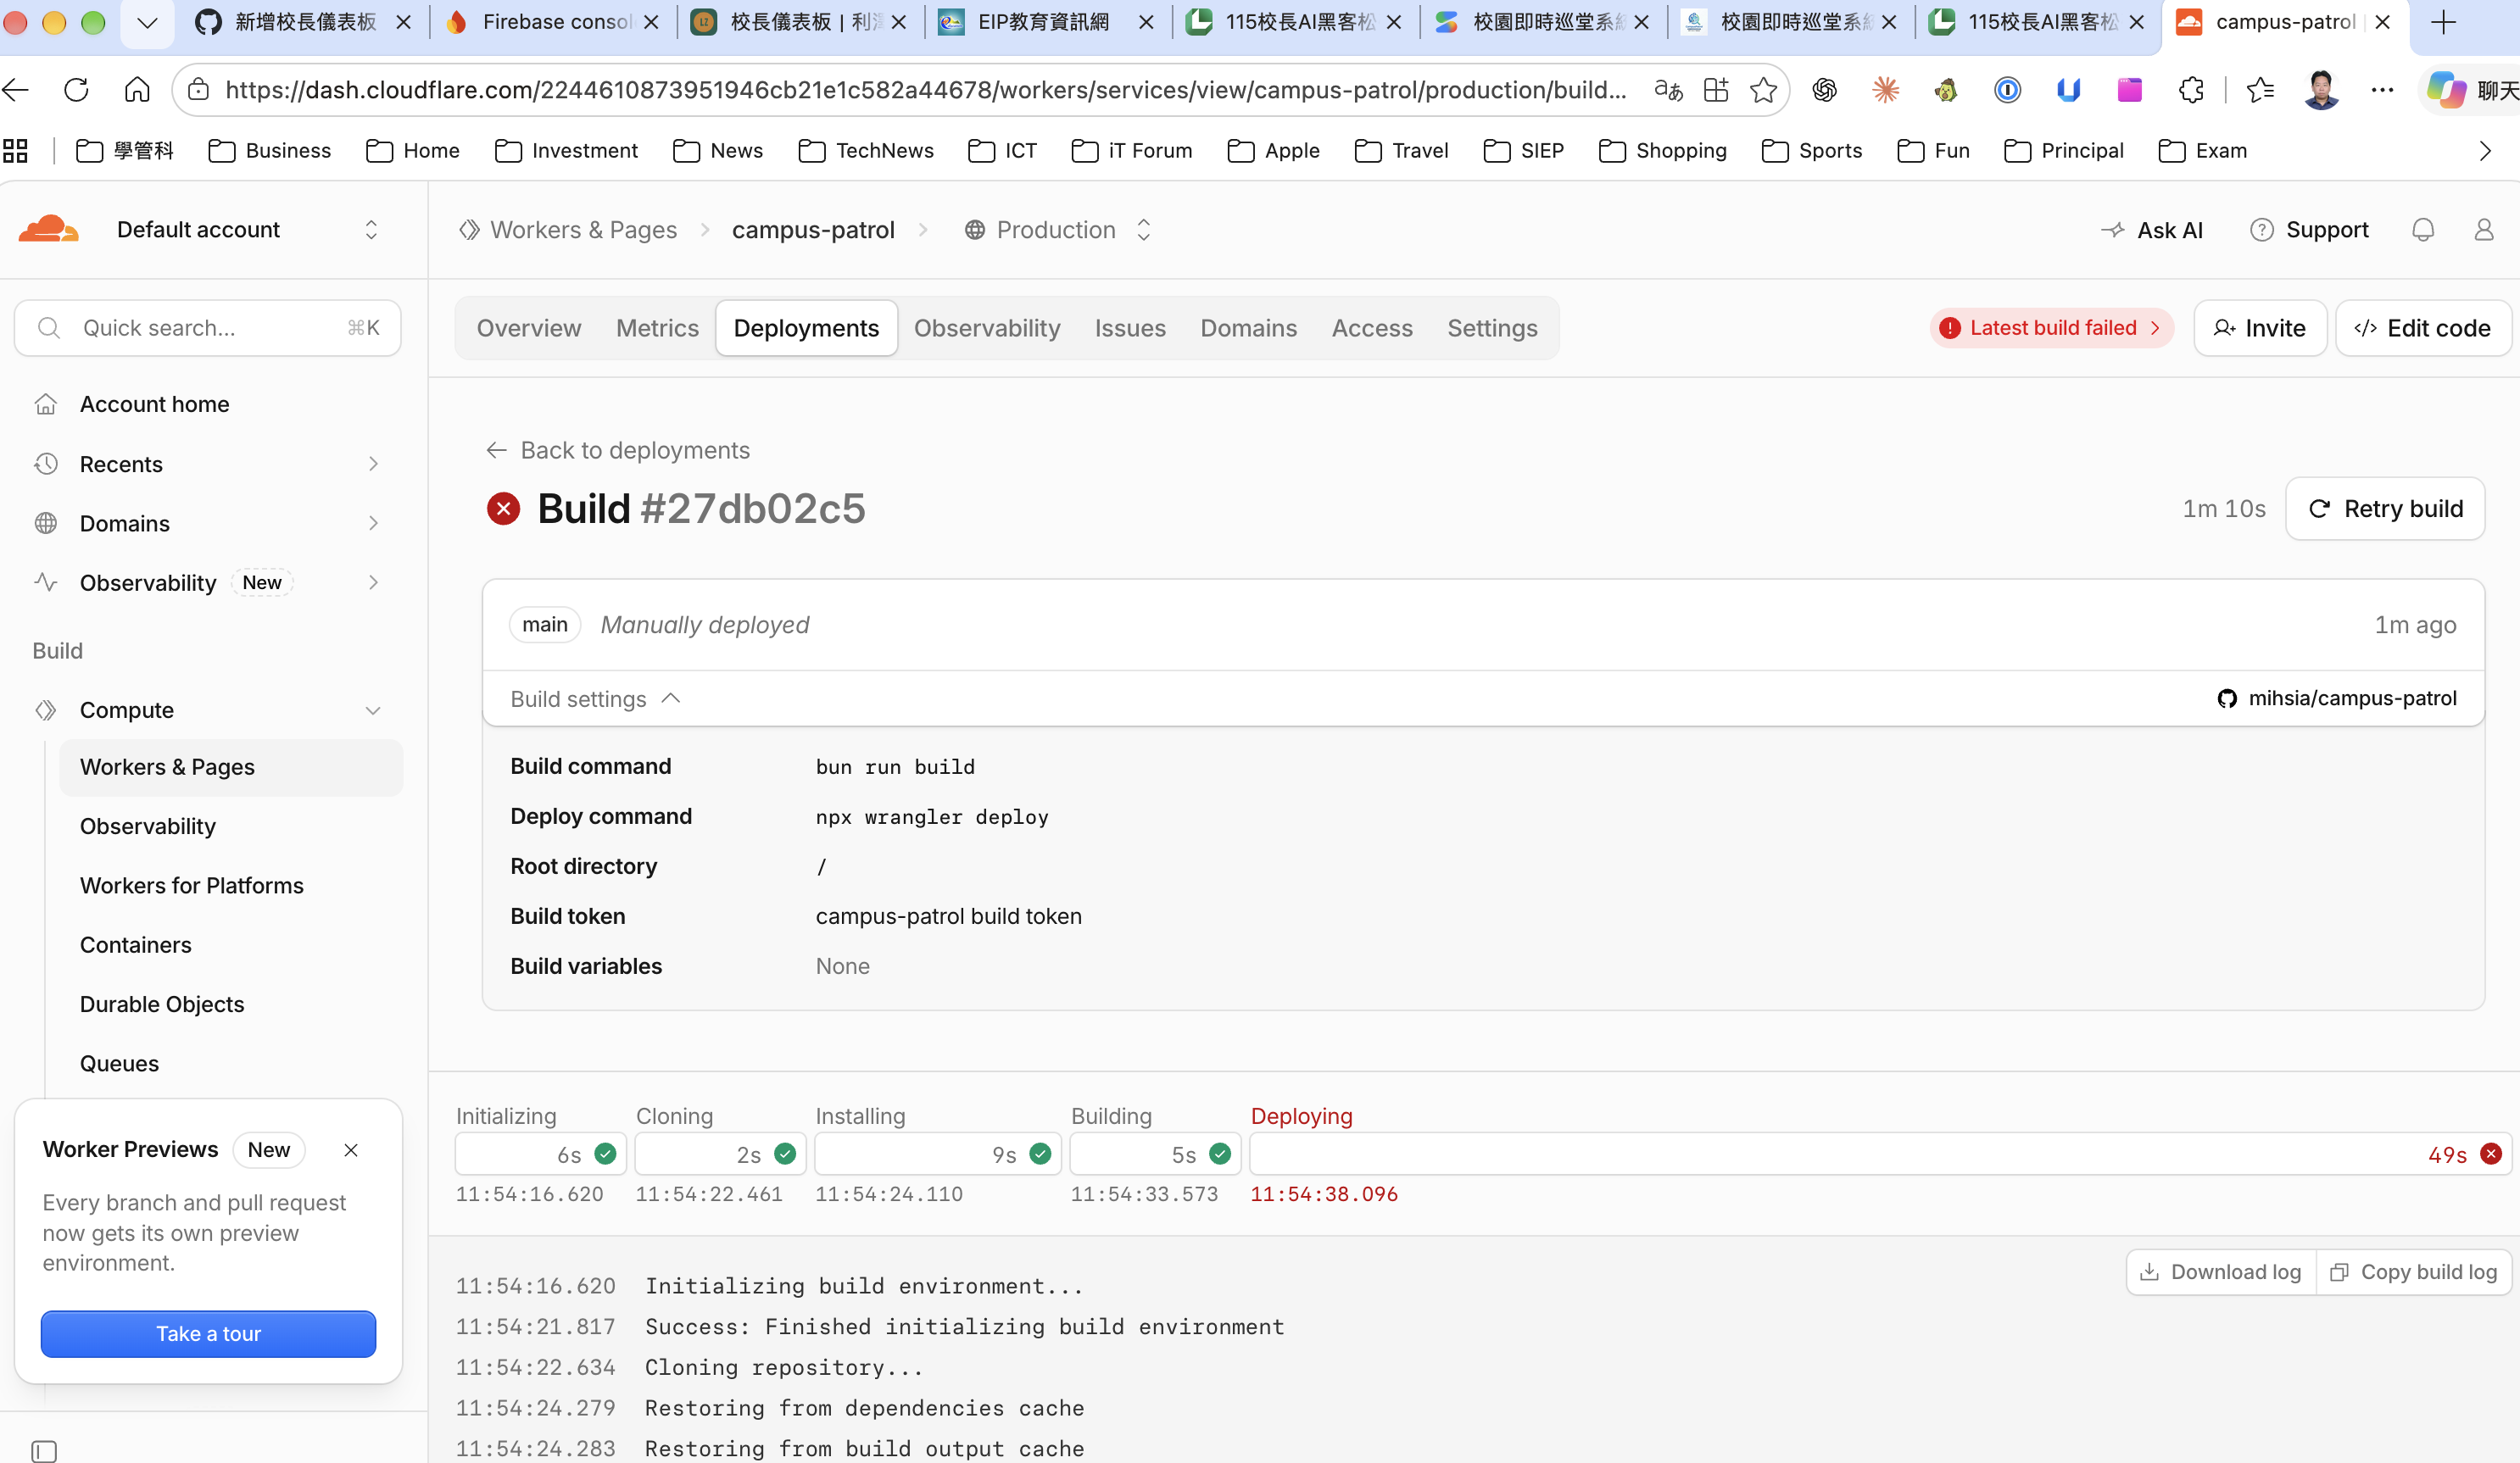 新增校長儀表板
Firebase consol
校長儀表板 | 利澤
EIP教育資訊網
115校長AI黑客松
校園即時巡堂系統
校園即時巡堂系統
115校長AI黑客松
campus-patrol |
https://dash.cloudflare.com/2244610873951946cb21e1c582a44678/workers/services/view/campus-patrol/production/build...
聊天
學管科
Business
Home
Investment
News
TechNews
ICT
iT Forum
Apple
Travel
SIEP
Shopping
Sports
Fun
Principal
Exam
Default account
Workers & Pages > campus-patrol > Production
Ask AI
Support
Quick search...
⌘K
Overview
Metrics
Deployments
Observability
Issues
Domains
Access
Settings
Latest build failed
Invite
</> Edit code
Account home
Recents
Domains
Observability New
Build
Compute
Workers & Pages
Observability
Workers for Platforms
Containers
Durable Objects
Queues
Worker Previews New
Every branch and pull request
now gets its own preview
environment.
Take a tour
Back to deployments
Build #27db02c5
1m 10s
Retry build
main Manually deployed
1m ago
Build settings
mihsia/campus-patrol
Build command bun run build
Deploy command npx wrangler deploy
Root directory /
Build token campus-patrol build token
Build variables None
Initializing Cloning Installing Building Deploying
6s 2s 9s 5s 49s
11:54:16.620 11:54:22.461 11:54:24.110 11:54:33.573 11:54:38.096
Download log
Copy build log
11:54:16.620 Initializing build environment...
11:54:21.817 Success: Finished initializing build environment
11:54:22.634 Cloning repository...
11:54:24.279 Restoring from dependencies cache
11:54:24.283 Restoring from build output cache